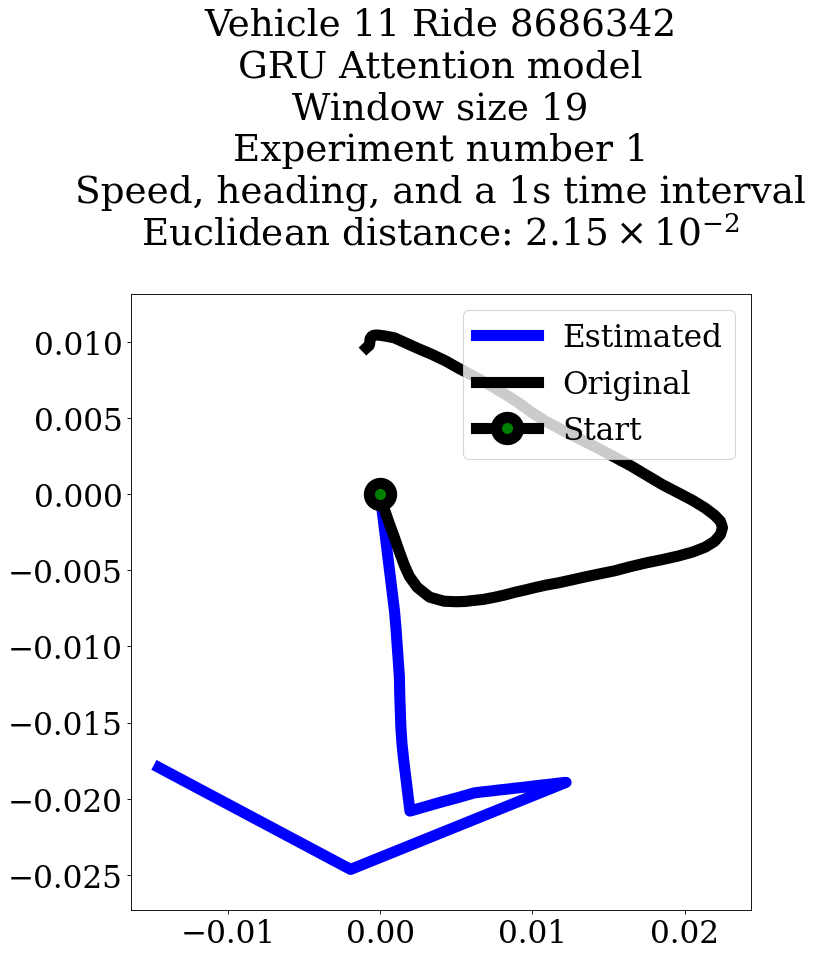 Vehicle 11 Ride 8686342
GRU Attention model
Window size 19
Experiment number 1
Speed, heading, and a 1s time interval
Euclidean distance: 2.15 × 10⁻²
Estimated
Original
Start
0.010
0.005
0.000
−0.005
−0.010
−0.015
−0.020
−0.025
−0.01 0.00 0.01 0.02